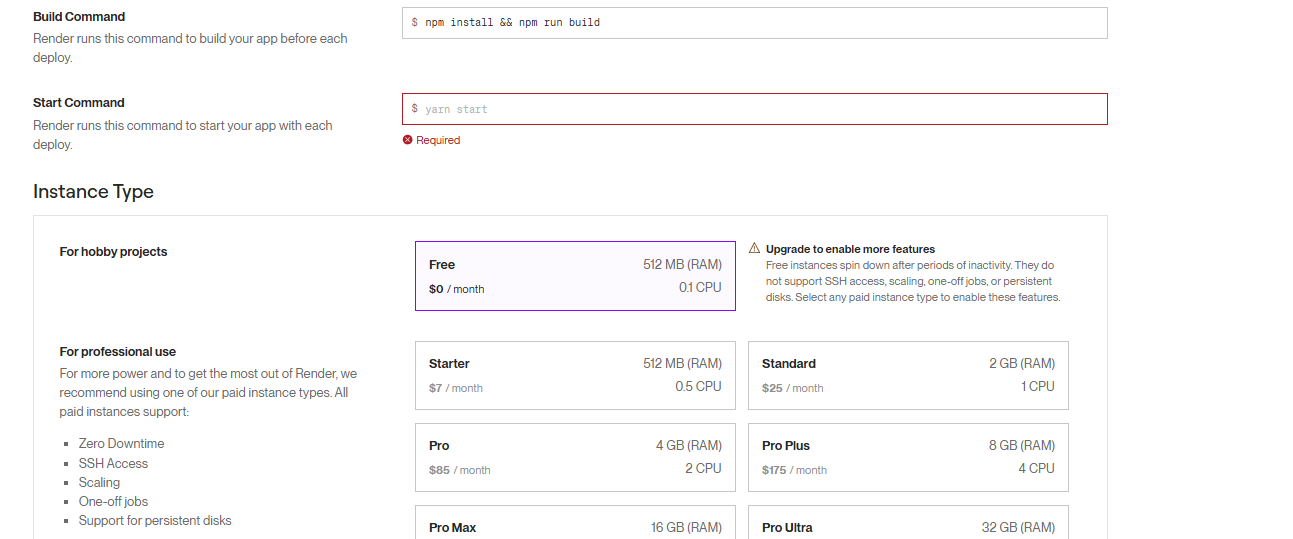 Build Command
$ npm install && npm run build
Render runs this command to build your app before each
deploy.
Start Command
$ yarn start
Render runs this command to start your app with each
deploy.
Required
Instance Type
For hobby projects
Free 512 MB (RAM)
$0 / month 0.1 CPU
Upgrade to enable more features
Free instances spin down after periods of inactivity. They do
not support SSH access, scaling, one-off jobs, or persistent
disks. Select any paid instance type to enable these features.
For professional use
For more power and to get the most out of Render, we
recommend using one of our paid instance types. All
paid instances support:
Zero Downtime
SSH Access
Scaling
One-off jobs
Support for persistent disks
Starter 512 MB (RAM)
$7 / month 0.5 CPU
Standard 2 GB (RAM)
$25 / month 1 CPU
Pro 4 GB (RAM)
$85 / month 2 CPU
Pro Plus 8 GB (RAM)
$175 / month 4 CPU
Pro Max 16 GB (RAM)
Pro Ultra 32 GB (RAM)